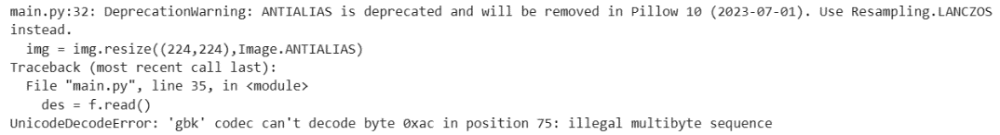 main.py:32: DeprecationWarning: ANTIALIAS is deprecated and will be removed in Pillow 10 (2023-07-01). Use Resampling.LANCZOS
instead.
  img = img.resize((224,224),Image.ANTIALIAS)
Traceback (most recent call last):
  File "main.py", line 35, in <module>
    des = f.read()
UnicodeDecodeError: 'gbk' codec can't decode byte 0xac in position 75: illegal multibyte sequence